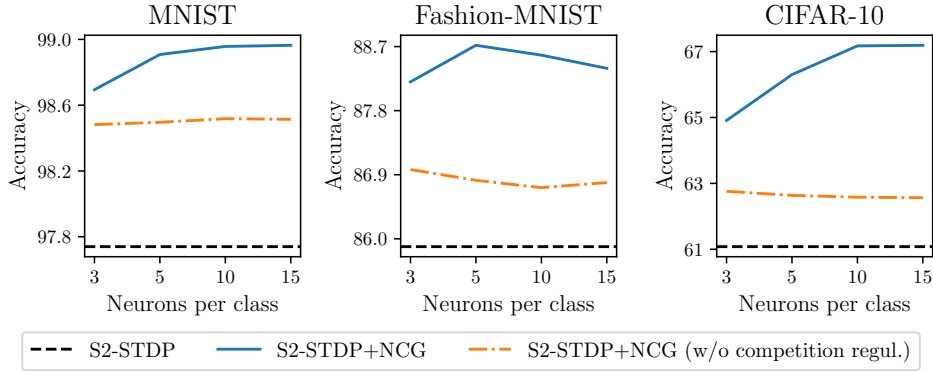 MNIST
Fashion-MNIST
CIFAR-10
Accuracy
99.0
98.6
98.2
97.8
3
5
10
15
Neurons per class
Accuracy
88.7
87.8
86.9
86.0
3
5
10
15
Neurons per class
Accuracy
67
65
63
61
3
5
10
15
Neurons per class
S2-STDP
S2-STDP+NCG
S2-STDP+NCG (w/o competition regul.)